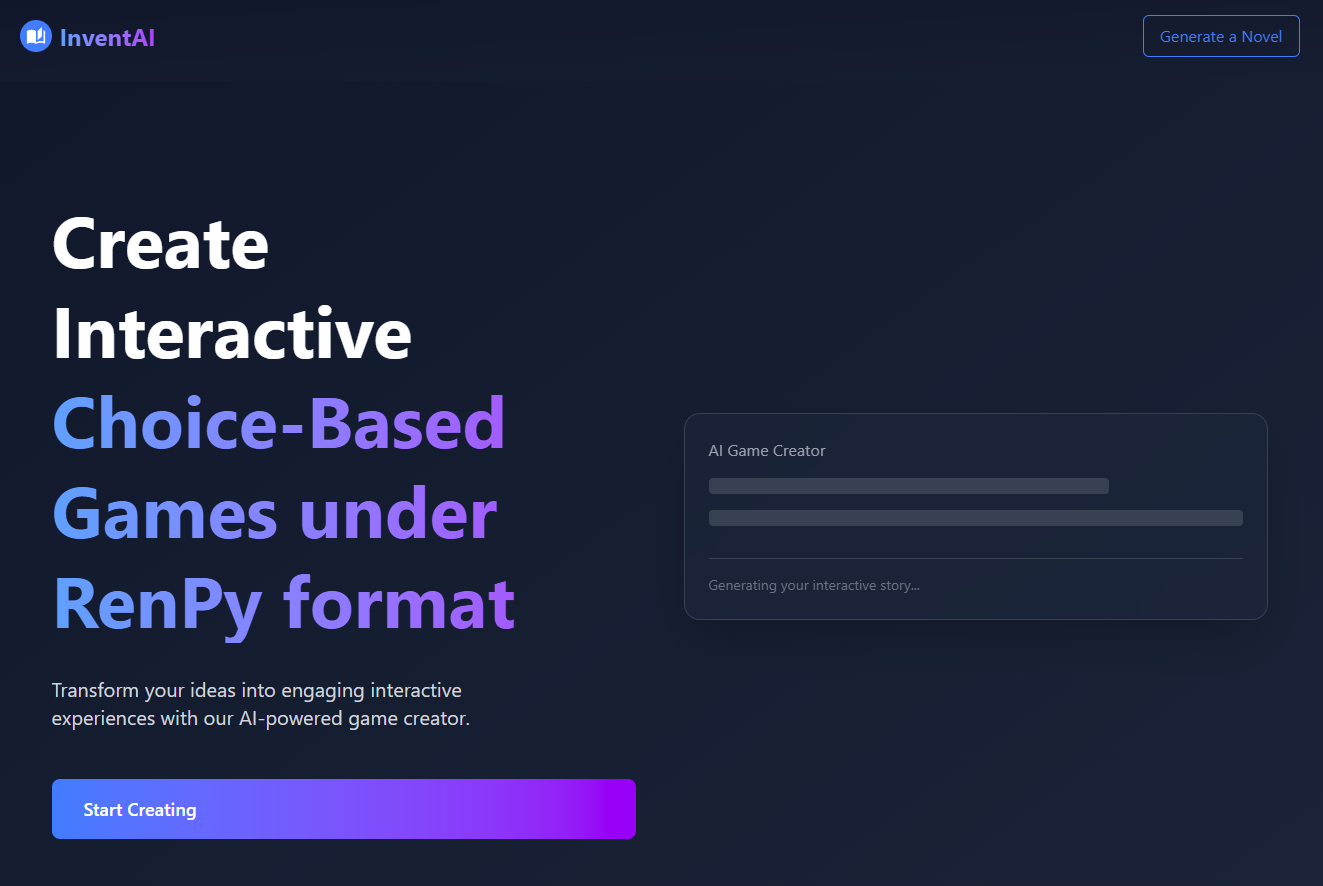 InventAI
Generate a Novel
Create
Interactive
Choice-Based
Games under
RenPy format
Transform your ideas into engaging interactive
experiences with our AI-powered game creator.
Start Creating
AI Game Creator
Generating your interactive story...